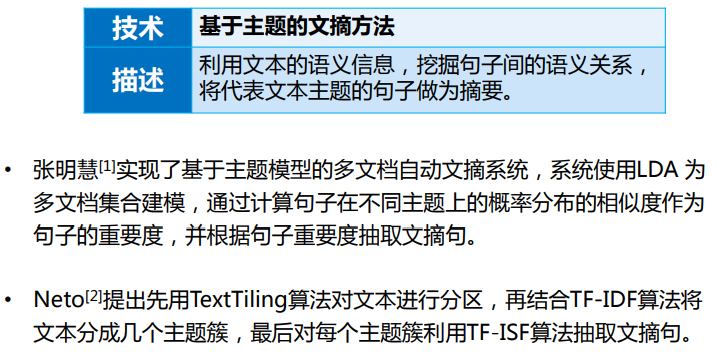 技术 基于主题的文摘方法
描述 利用文本的语义信息，挖掘句子间的语义关系，
将代表文本主题的句子做为摘要。
• 张明慧[1]实现了基于主题模型的多文档自动文摘系统，系统使用LDA 为
多文档集合建模，通过计算句子在不同主题上的概率分布的相似度作为
句子的重要度，并根据句子重要度抽取文摘句。
• Neto[2]提出先用TextTiling算法对文本进行分区，再结合TF-IDF算法将
文本分成几个主题簇，最后对每个主题簇利用TF-ISF算法抽取文摘句。